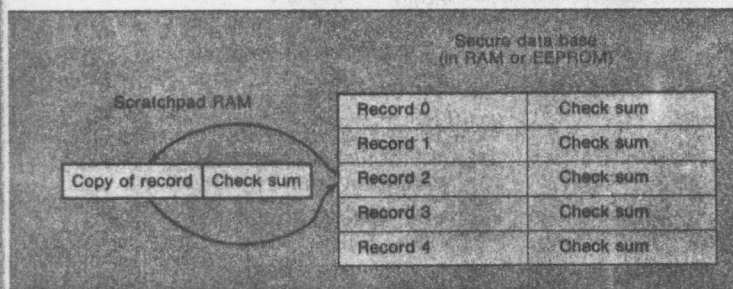 Secure data base
(in RAM or EEPROM)
Scratchpad RAM
Record 0 Check sum
Record 1 Check sum
Copy of record Check sum
Record 2 Check sum
Record 3 Check sum
Record 4 Check sum